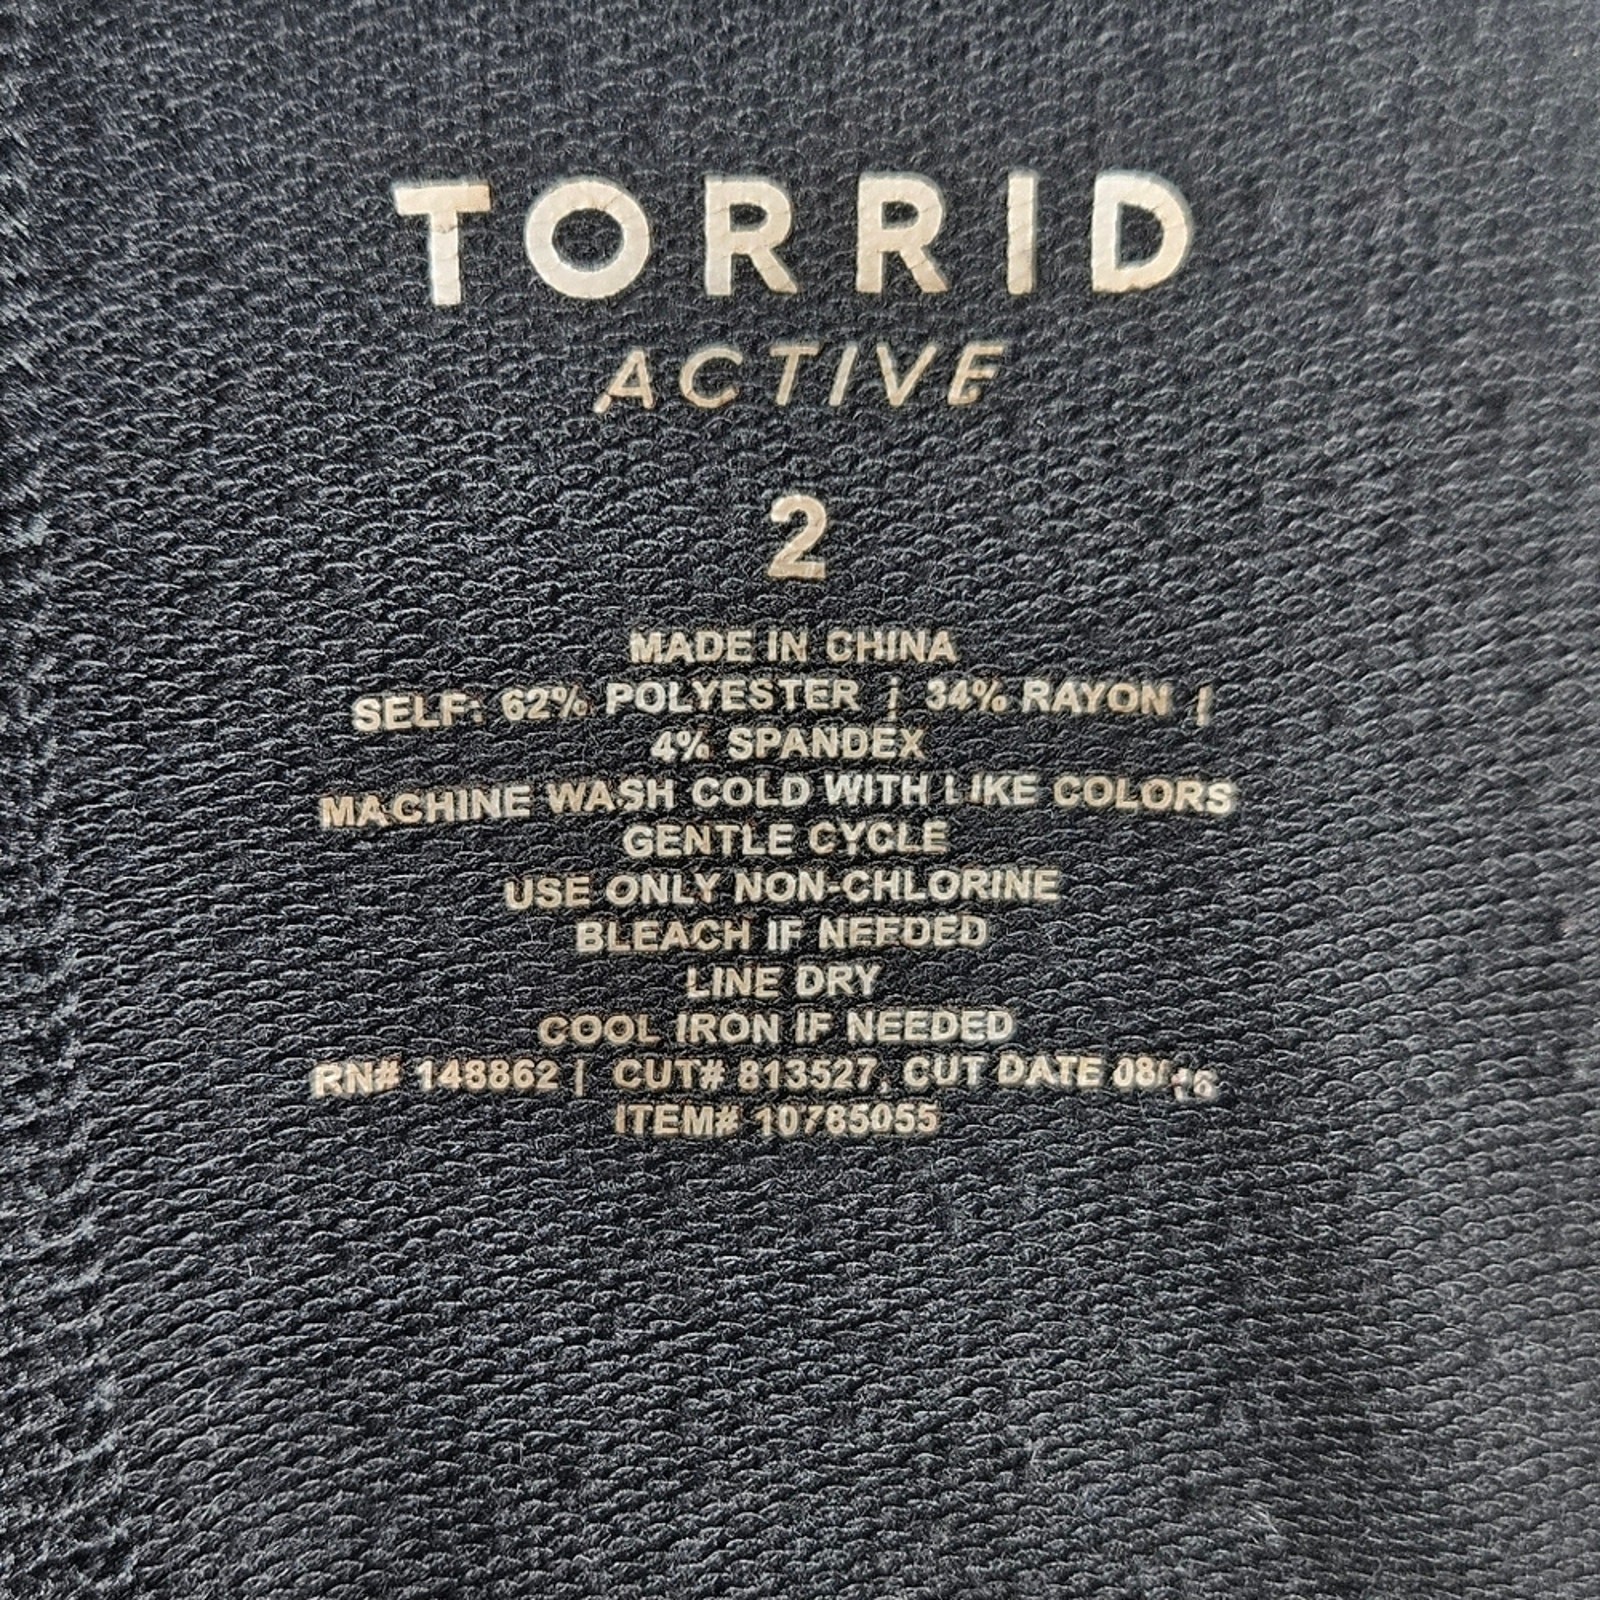 TORRID
ACTIVE
2
MADE IN CHINA
SELF: 62% POLYESTER | 34% RAYON |
4% SPANDEX
MACHINE WASH COLD WITH LIKE COLORS
GENTLE CYCLE
USE ONLY NON-CHLORINE
BLEACH IF NEEDED
LINE DRY
COOL IRON IF NEEDED
RN# 148862 | CUT# 813527, CUT DATE
ITEM# 10785055